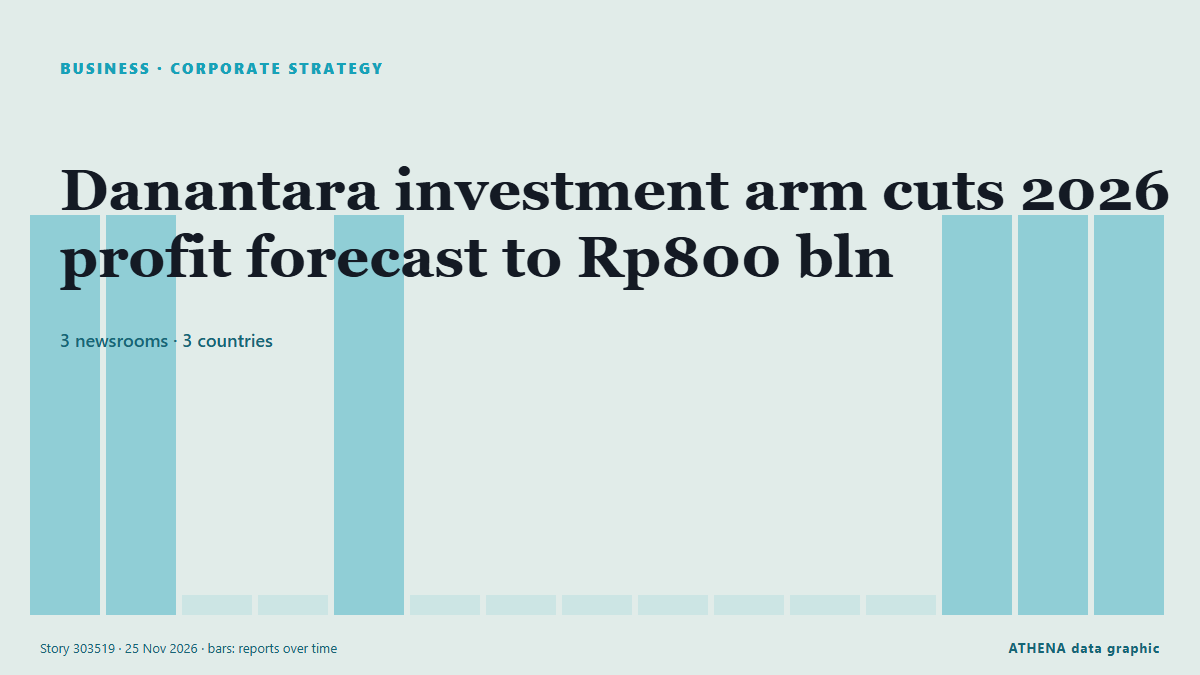 BUSINESS · CORPORATE STRATEGY
Danantara investment arm cuts 2026
profit forecast to Rp800 bln
3 newsrooms · 3 countries
Story 303519 · 25 Nov 2026 · bars: reports over time
ATHENA data graphic